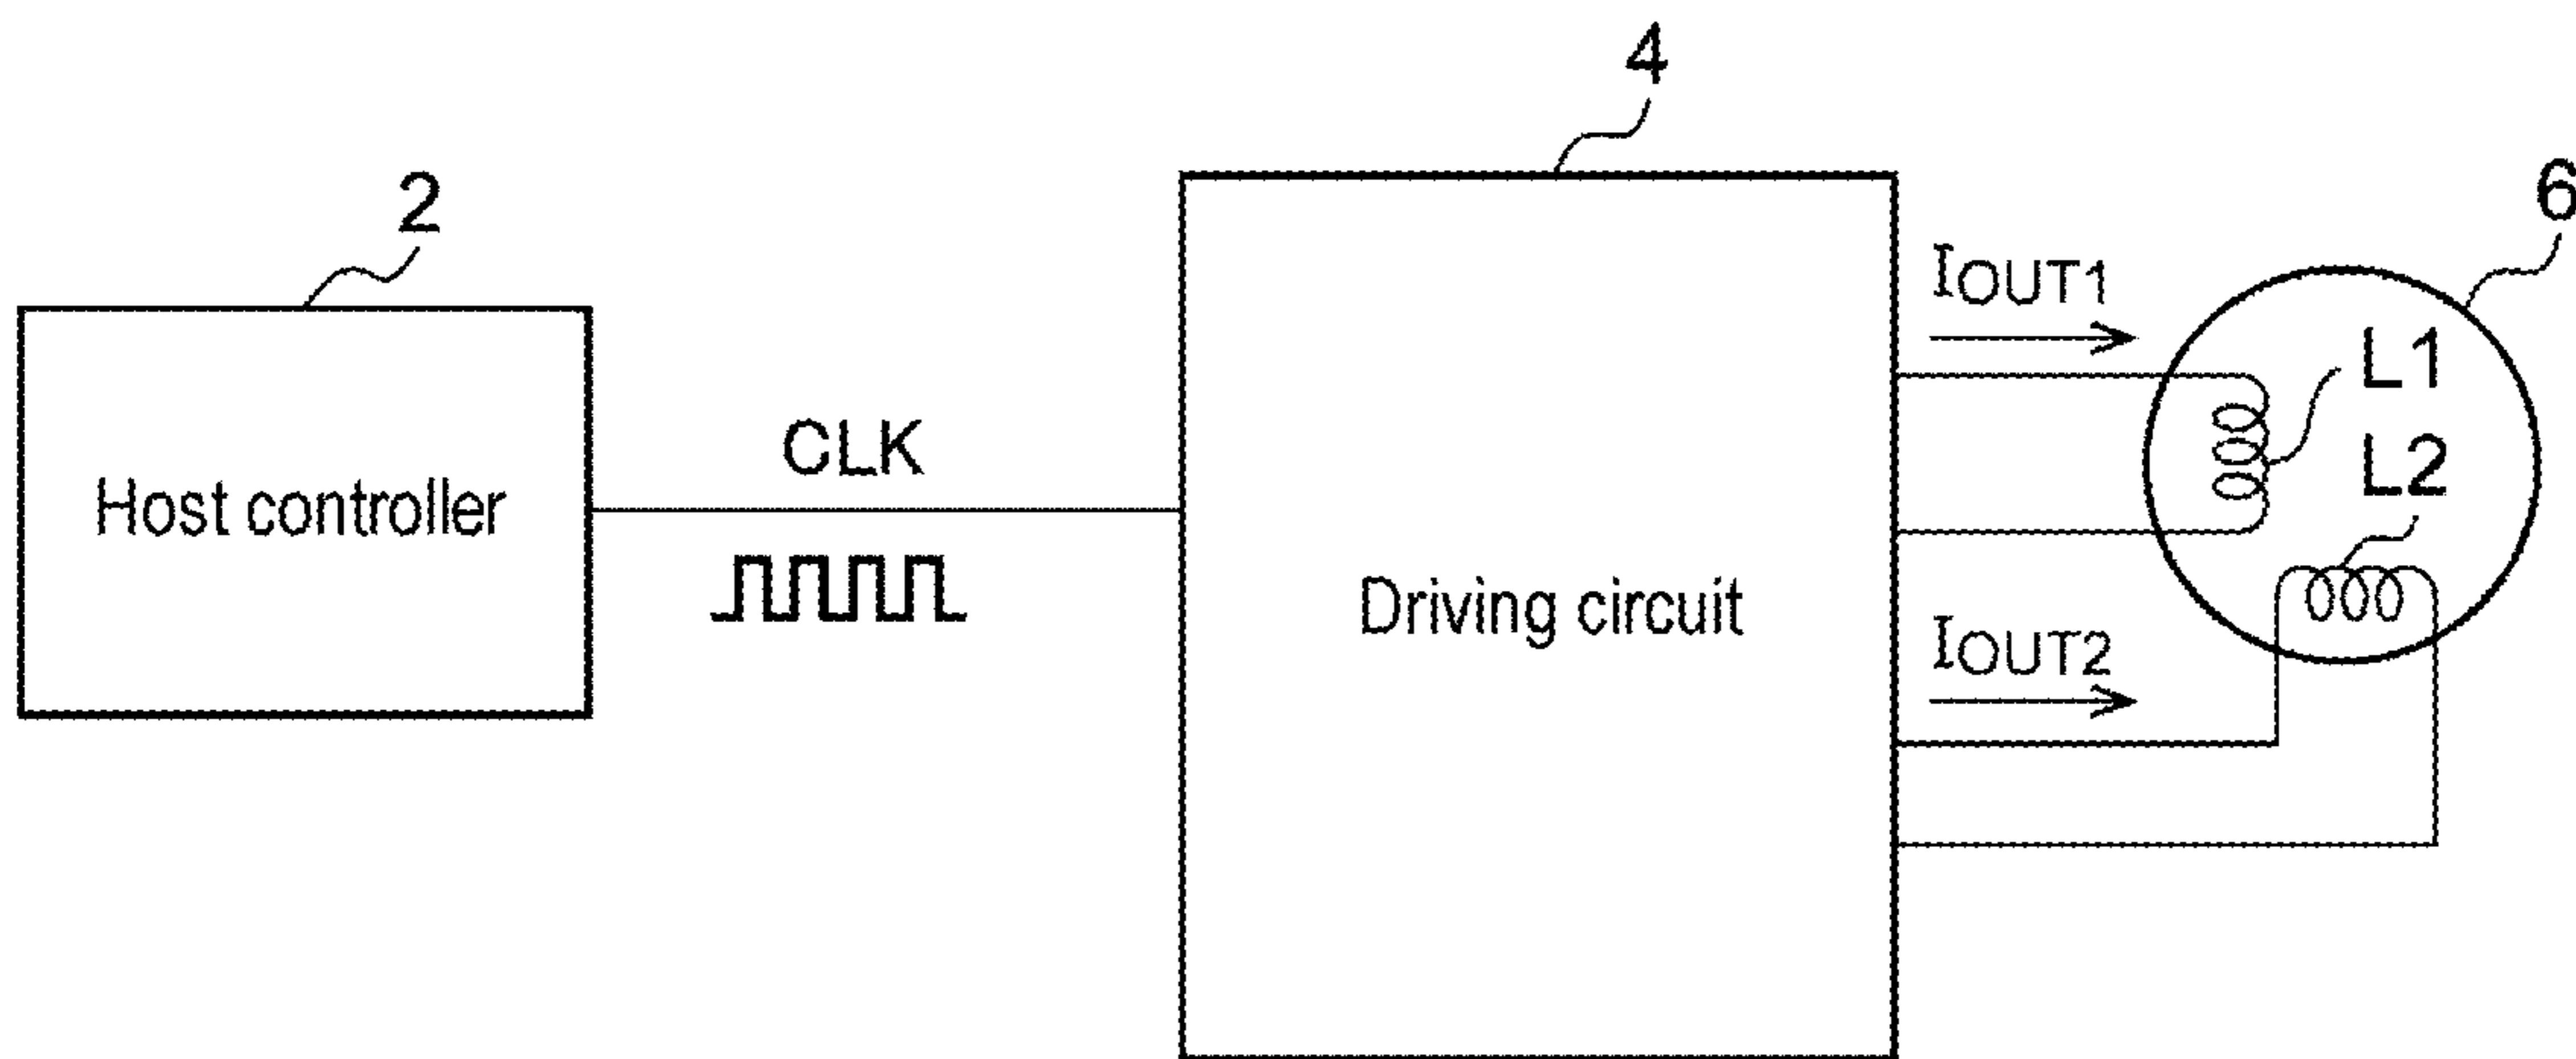 4
2
6
IOUT1
L1
CLK
L2
Host controller
Driving circuit
IOUT2